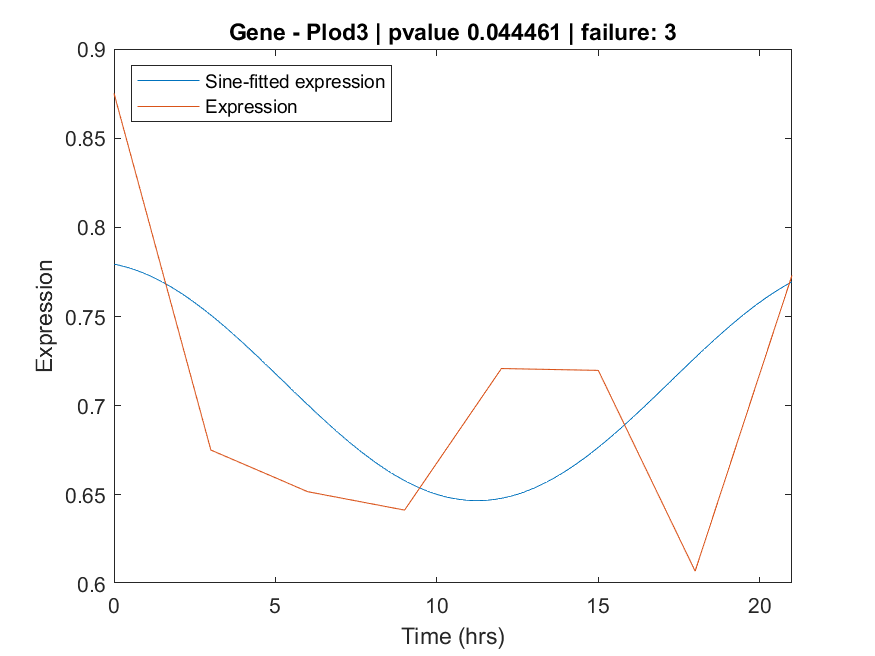 Gene - Plod3 | pvalue 0.044461 | failure: 3
Sine-fitted expression
Expression
0.9
0.85
0.8
0.75
0.7
0.65
0.6
Expression
0 5 10 15 20
Time (hrs)